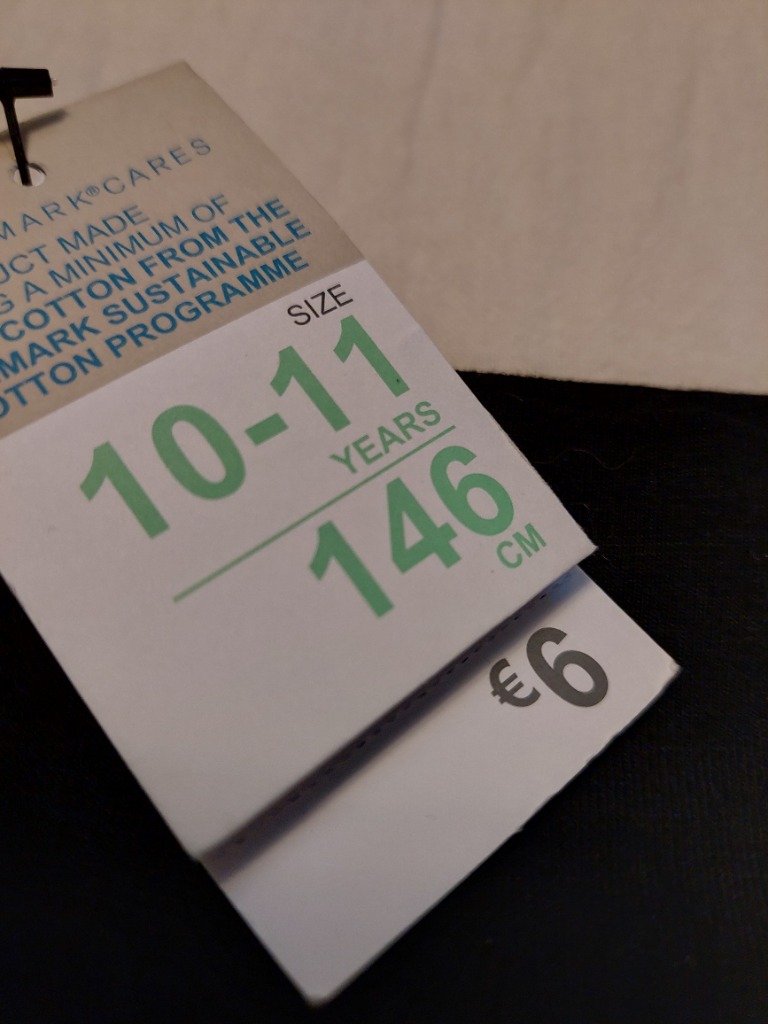 MARK®CARES
UCT MADE
G A MINIMUM OF
COTTON FROM THE
MARK SUSTAINABLE
OTTON PROGRAMME
SIZE
10-11
YEARS
146
CM
€6